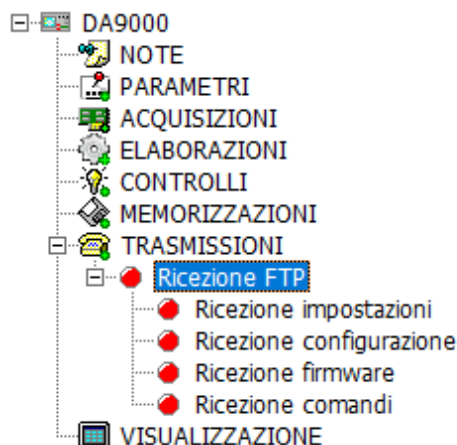 DA9000
NOTE
PARAMETRI
ACQUISIZIONI
ELABORAZIONI
CONTROLLI
MEMORIZZAZIONI
TRASMISSIONI
Ricezione FTP
Ricezione impostazioni
Ricezione configurazione
Ricezione firmware
Ricezione comandi
VISUALIZZAZIONE